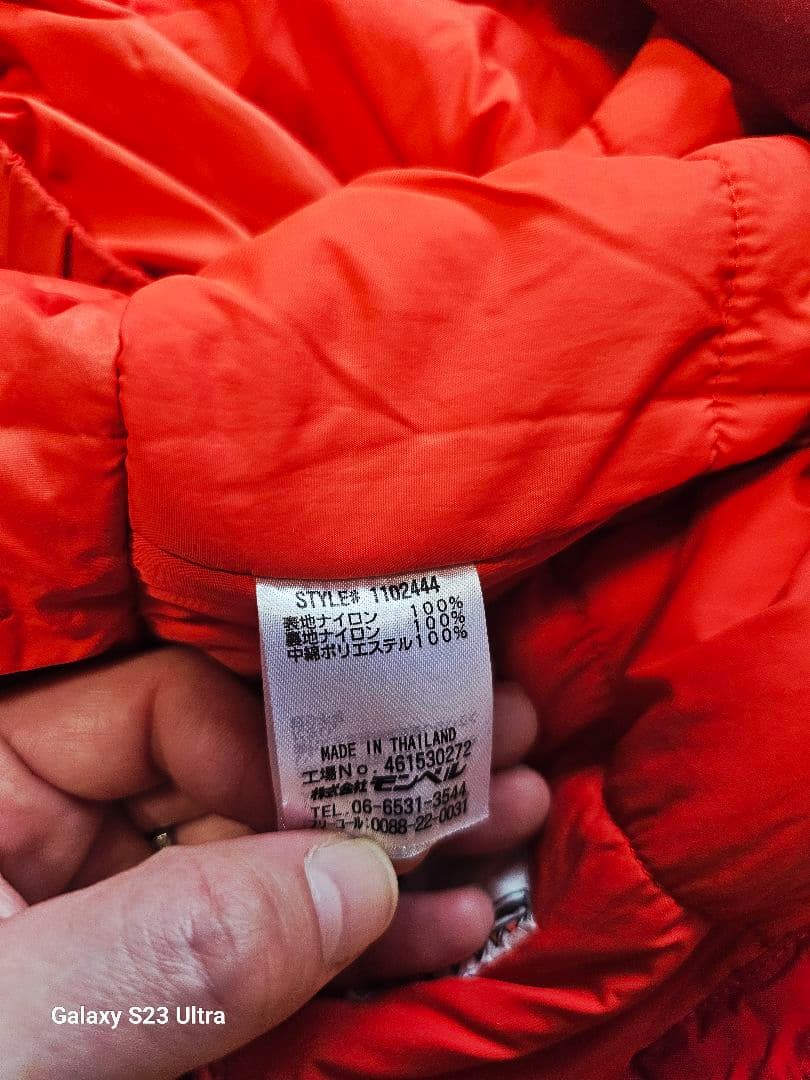 STYLE# 1102444
表地ナイロン 100%
裏地ナイロン 100%
中綿ポリエステル100%
MADE IN THAILAND
工場No. 461530272
株式会社 モンベル
TEL.06-6531-3544
フリーコール:0088-22-0031
Galaxy S23 Ultra